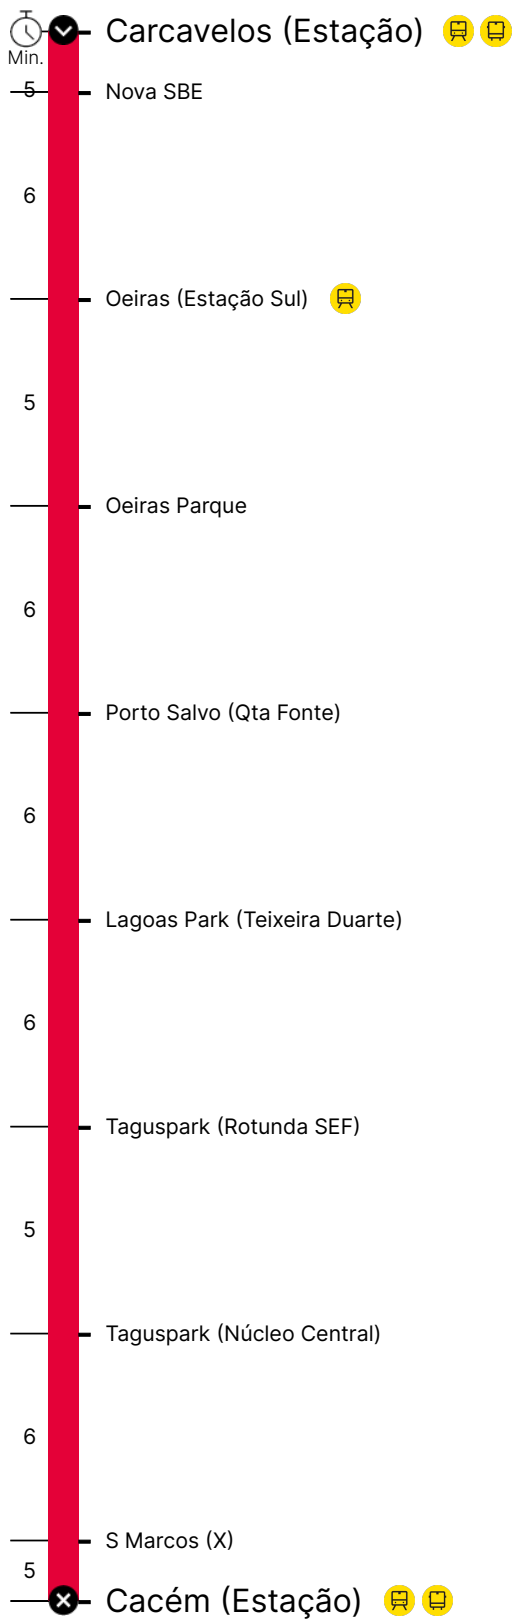 Carcavelos (Estação)
Min.
5
Nova SBE
6
Oeiras (Estação Sul)
5
Oeiras Parque
6
Porto Salvo (Qta Fonte)
6
Lagoas Park (Teixeira Duarte)
6
Taguspark (Rotunda SEF)
5
Taguspark (Núcleo Central)
6
S Marcos (X)
5
Cacém (Estação)